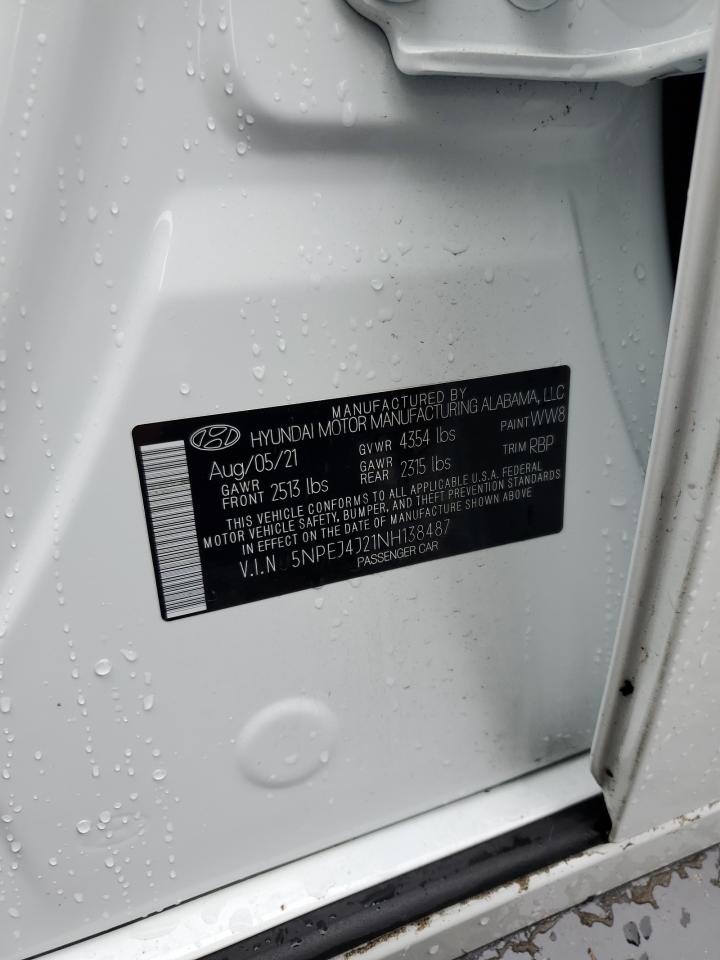 MANUFACTURED BY
HYUNDAI MOTOR MANUFACTURING ALABAMA, LLC
Aug/05/21 GVWR 4354 lbs PAINT WW8
GAWR FRONT 2513 lbs GAWR REAR 2315 lbs TRIM RBP
THIS VEHICLE CONFORMS TO ALL APPLICABLE U.S.A. FEDERAL
MOTOR VEHICLE SAFETY, BUMPER, AND THEFT PREVENTION STANDARDS
IN EFFECT ON THE DATE OF MANUFACTURE SHOWN ABOVE
V.I.N 5NPEJ4J21NH138487
PASSENGER CAR